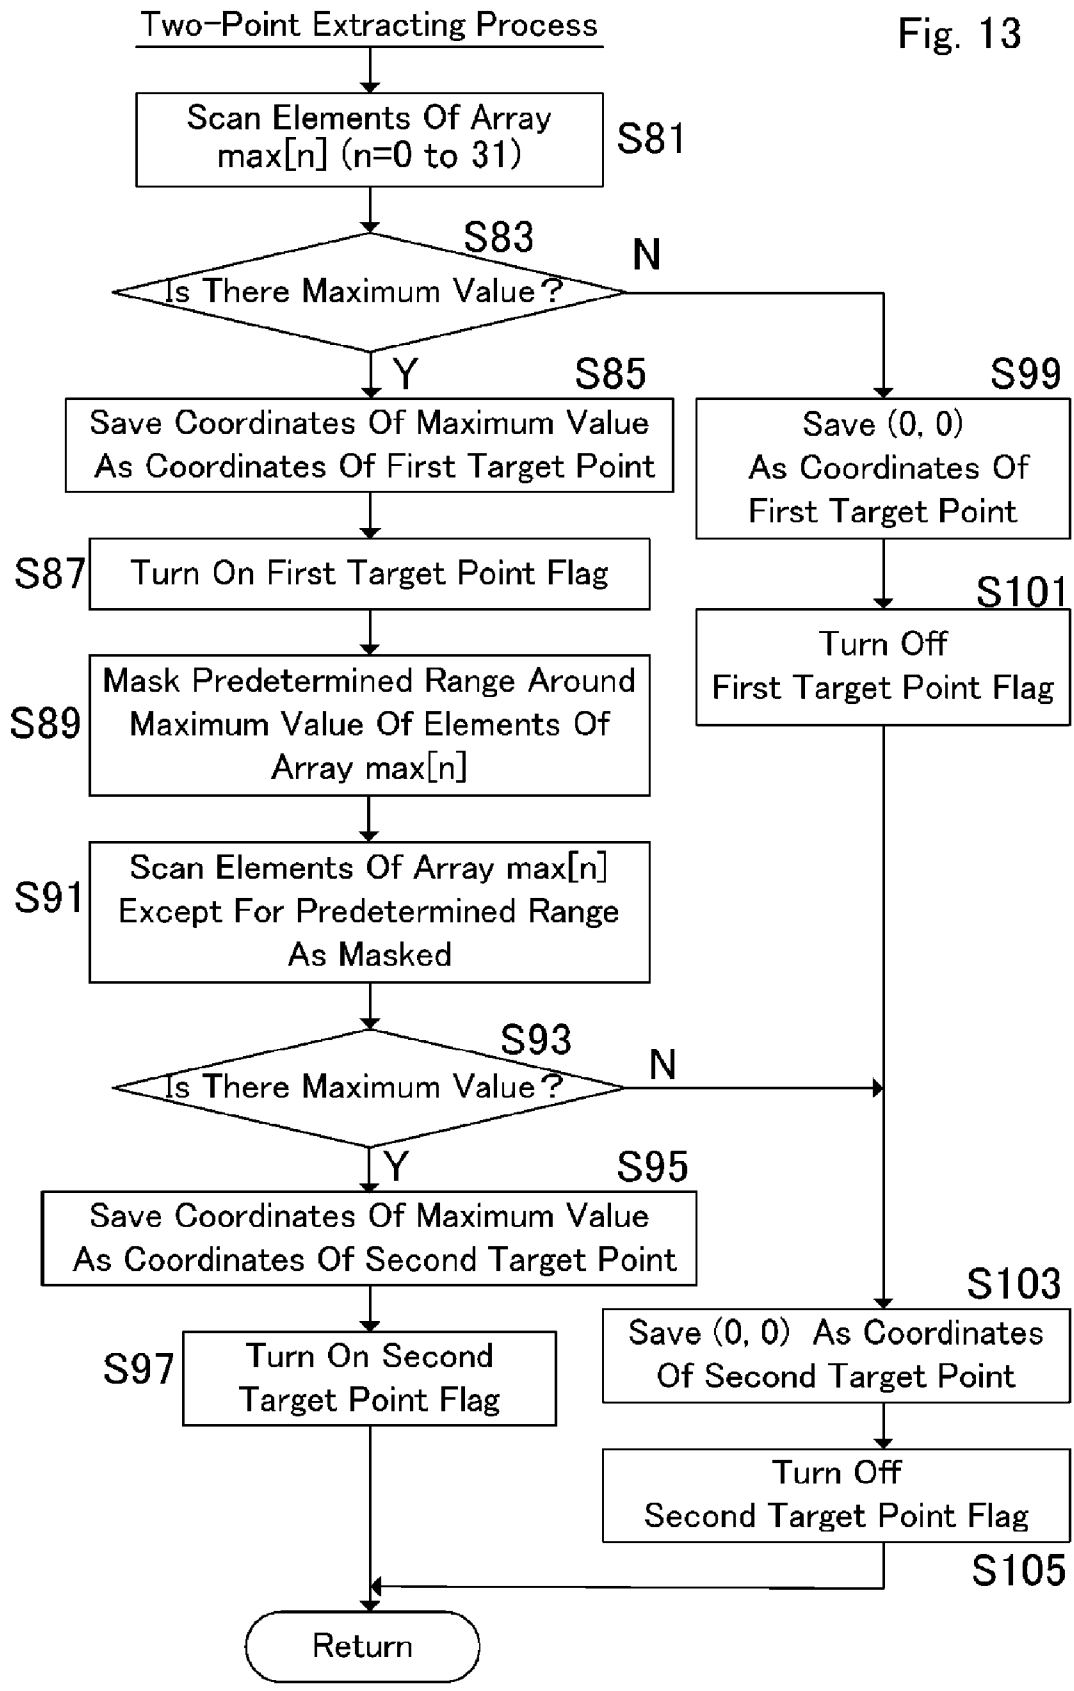 Two-Point Extracting Process
Fig. 13
Scan Elements Of Array
max[n] (n=0 to 31)
S81
S83
Is There Maximum Value?
N
Y
S85
Save Coordinates Of Maximum Value
As Coordinates Of First Target Point
S99
Save (0, 0)
As Coordinates Of
First Target Point
S87
Turn On First Target Point Flag
S101
Turn Off
First Target Point Flag
S89
Mask Predetermined Range Around
Maximum Value Of Elements Of
Array max[n]
S91
Scan Elements Of Array max[n]
Except For Predetermined Range
As Masked
S93
Is There Maximum Value?
N
Y
S95
Save Coordinates Of Maximum Value
As Coordinates Of Second Target Point
S97
Turn On Second
Target Point Flag
S103
Save (0, 0) As Coordinates
Of Second Target Point
Turn Off
Second Target Point Flag
S105
Return